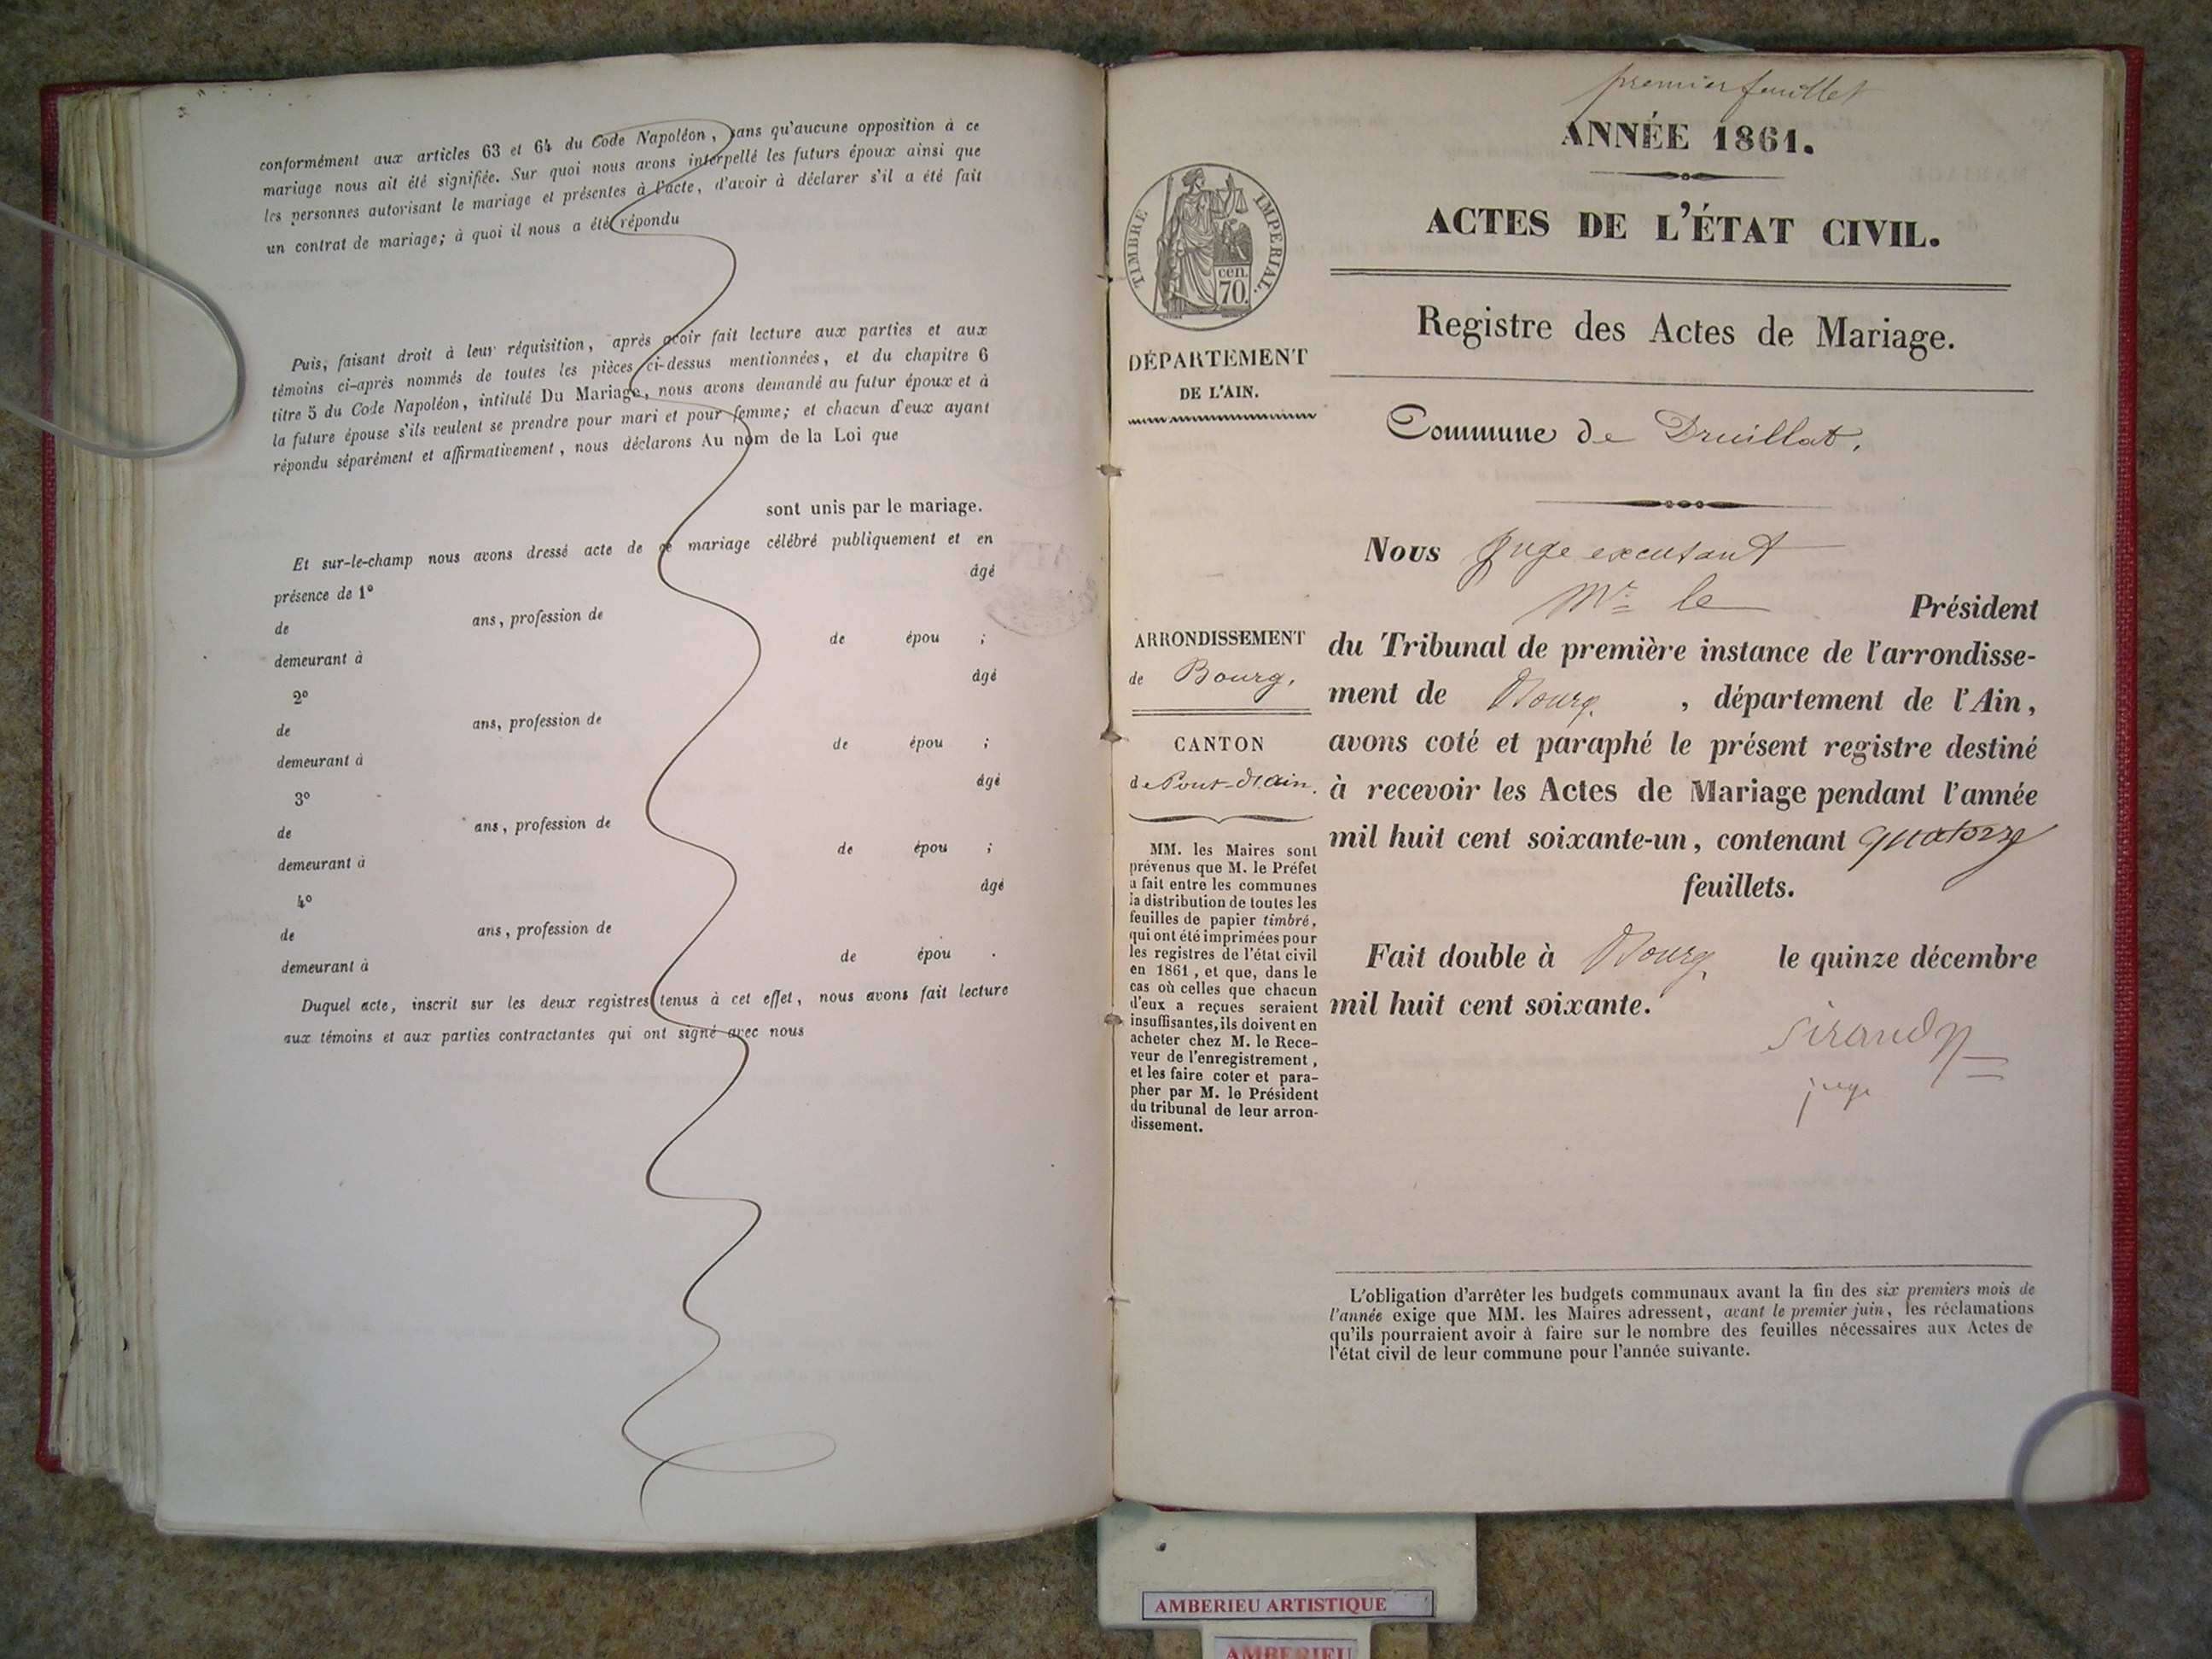 conformément aux articles 63 et 64 du Code Napoléon, sans qu'aucune opposition à ce
mariage nous ait été signifiée. Sur quoi nous avons interpellé les futurs époux ainsi que
les personnes autorisant le mariage et présentes à l'acte, d'avoir à déclarer s'il a été fait
un contrat de mariage; à quoi il nous a été répondu
Puis, faisant droit à leur réquisition, après avoir fait lecture aux parties et aux
témoins ci-après nommés de toutes les pièces ci-dessus mentionnées, et du chapitre 6
titre 5 du Code Napoléon, intitulé Du Mariage, nous avons demandé au futur époux et à
la future épouse s'ils veulent se prendre pour mari et pour femme; et chacun d'eux ayant
répondu séparément et affirmativement, nous déclarons Au nom de la Loi que
sont unis par le mariage.
Et sur-le-champ nous avons dressé acte de ce mariage célébré publiquement et en
présence de 1° âgé
de ans, profession de
demeurant à de épou ;
2° âgé
de ans, profession de
demeurant à de épou ;
3° âgé
de ans, profession de
demeurant à de épou ;
4° âgé
de ans, profession de
demeurant à de épou .
Duquel acte, inscrit sur les deux registres tenus à cet effet, nous avons fait lecture
aux témoins et aux parties contractantes qui ont signé avec nous
premier feuillet
ANNÉE 1861.
ACTES DE L'ÉTAT CIVIL.
Registre des Actes de Mariage.
TIMBRE IMPERIAL.
cen.
70.
DÉPARTEMENT
DE L'AIN.
Commune de Druillat.
ARRONDISSEMENT
de Bourg.
CANTON
de Pont-d'Ain.
MM. les Maires sont
prévenus que M. le Préfet
a fait entre les communes
la distribution de toutes les
feuilles de papier timbré,
qui ont été imprimées pour
les registres de l'état civil
en 1861, et que, dans le
cas où celles que chacun
d'eux a reçues seraient
insuffisantes, ils doivent en
acheter chez M. le Rece-
veur de l'enregistrement,
et les faire coter et para-
pher par M. le Président
du tribunal de leur arron-
dissement.
Nous Juge excusant
Mr le Président
du Tribunal de première instance de l'arrondisse-
ment de Bourg, département de l'Ain,
avons coté et paraphé le présent registre destiné
à recevoir les Actes de Mariage pendant l'année
mil huit cent soixante-un, contenant quatorze
feuillets.
Fait double à Bourg le quinze décembre
mil huit cent soixante.
Sirand
juge
L'obligation d'arrêter les budgets communaux avant la fin des six premiers mois de
l'année exige que MM. les Maires adressent, avant le premier juin, les réclamations
qu'ils pourraient avoir à faire sur le nombre des feuilles nécessaires aux Actes de
l'état civil de leur commune pour l'année suivante.
AMBERIEU ARTISTIQUE
AMBERIEU